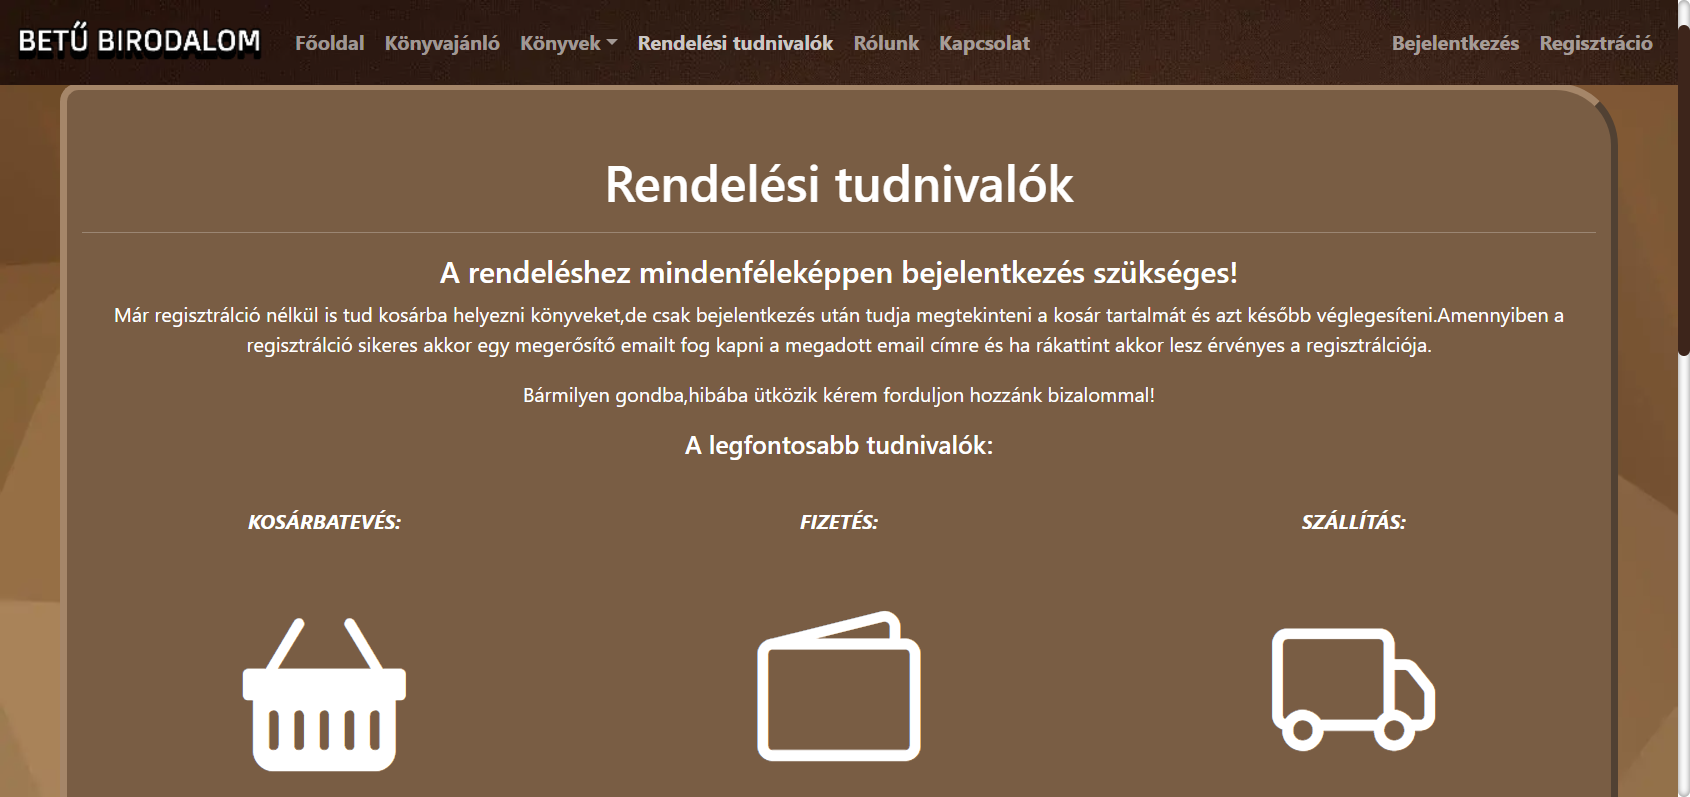 BETŰ BIRODALOM Főoldal Könyvajánló Könyvek Rendelési tudnivalók Rólunk Kapcsolat Bejelentkezés Regisztráció
Rendelési tudnivalók
A rendeléshez mindenféleképpen bejelentkezés szükséges!
Már regisztrálció nélkül is tud kosárba helyezni könyveket,de csak bejelentkezés után tudja megtekinteni a kosár tartalmát és azt később véglegesíteni.Amennyiben a
regisztrálció sikeres akkor egy megerősítő emailt fog kapni a megadott email címre és ha rákattint akkor lesz érvényes a regisztrálciója.
Bármilyen gondba,hibába ütközik kérem forduljon hozzánk bizalommal!
A legfontosabb tudnivalók:
KOSÁRBATEVÉS: FIZETÉS: SZÁLLÍTÁS: